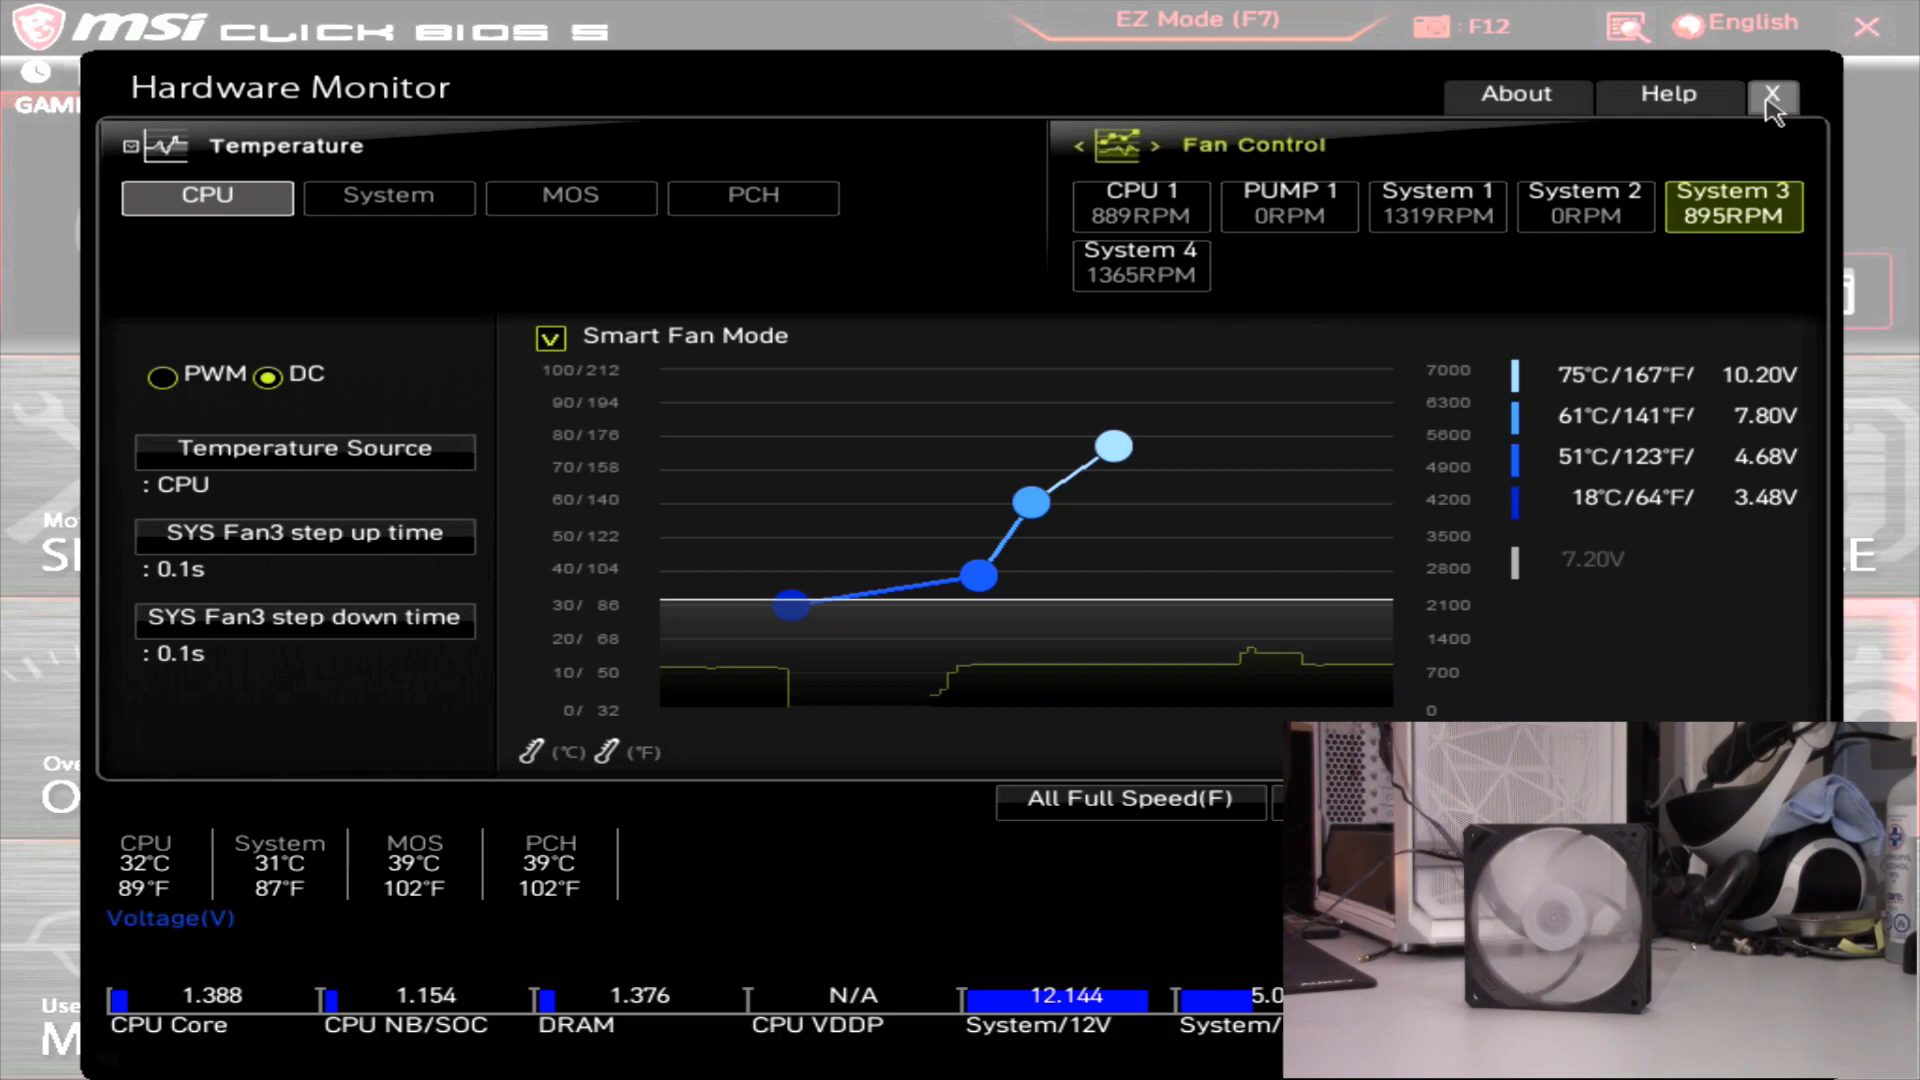 msi CLICK BIOS 5
EZ Mode (F7)
: F12
English
GAM
Hardware Monitor
About
Help
X
Temperature
Fan Control
CPU
System
MOS
PCH
CPU 1
889RPM
PUMP 1
0RPM
System 1
1319RPM
System 2
0RPM
System 3
895RPM
System 4
1365RPM
PWM
DC
Temperature Source
: CPU
SYS Fan3 step up time
: 0.1s
SYS Fan3 step down time
: 0.1s
Smart Fan Mode
100/212
90/194
80/176
70/158
60/140
50/122
40/104
30/ 86
20/ 68
10/ 50
0/ 32
7000
6300
5600
4900
4200
3500
2800
2100
1400
700
0
(°C)
(°F)
75°C/167°F/ 10.20V
61°C/141°F/ 7.80V
51°C/123°F/ 4.68V
18°C/64°F/ 3.48V
7.20V
Mo
SI
E
Ove
O
Use
M
All Full Speed(F)
CPU
32°C
89°F
System
31°C
87°F
MOS
39°C
102°F
PCH
39°C
102°F
Voltage(V)
1.388
CPU Core
1.154
CPU NB/SOC
1.376
DRAM
N/A
CPU VDDP
12.144
System/12V
5.0
System/